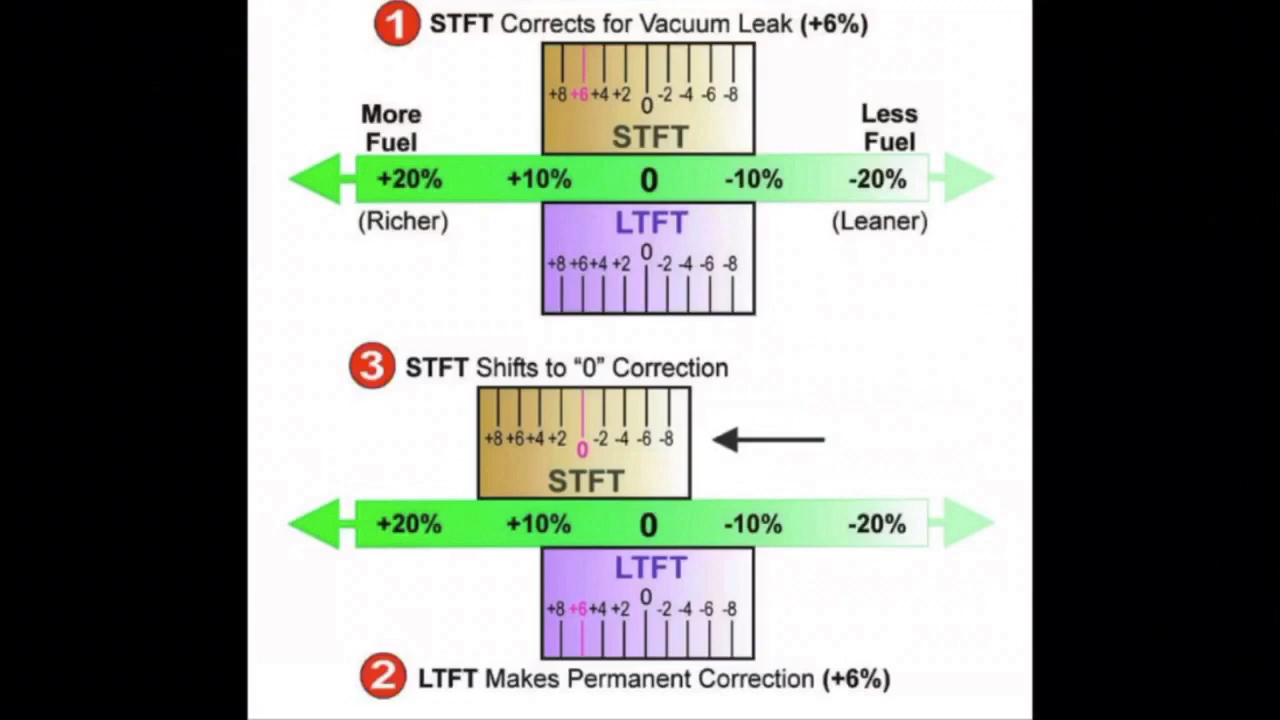 1 STFT Corrects for Vacuum Leak (+6%)
+8 +6 +4 +2 0 -2 -4 -6 -8
STFT
More
Fuel
Less
Fuel
+20% +10% 0 -10% -20%
(Richer)
(Leaner)
LTFT
+8 +6 +4 +2 0 -2 -4 -6 -8
3 STFT Shifts to “0” Correction
+8 +6 +4 +2 0 -2 -4 -6 -8
STFT
+20% +10% 0 -10% -20%
LTFT
+8 +6 +4 +2 0 -2 -4 -6 -8
2 LTFT Makes Permanent Correction (+6%)